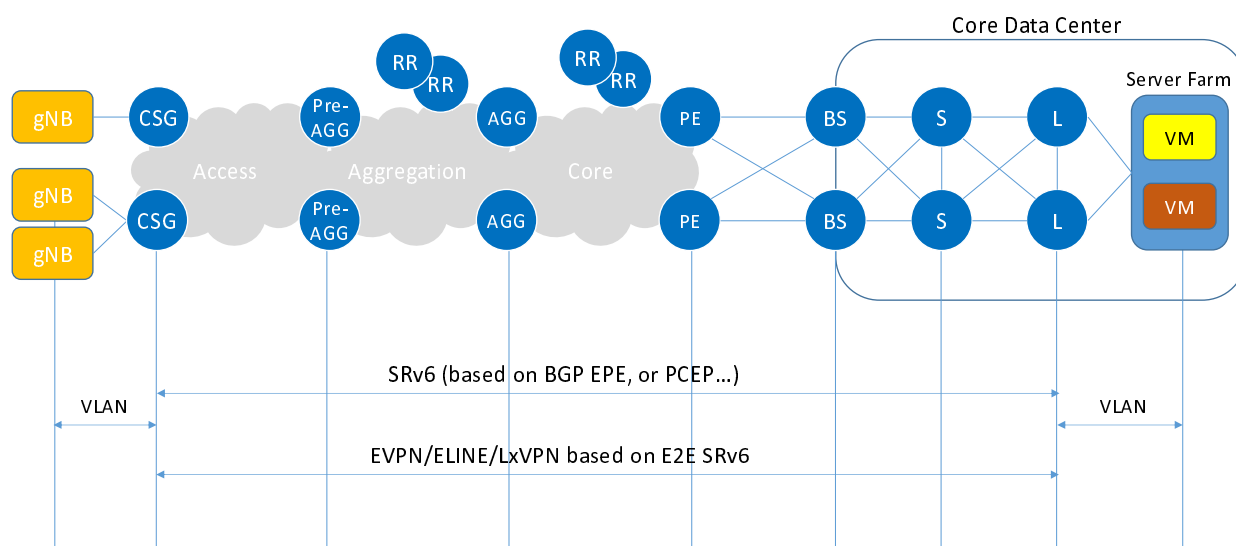 Core Data Center
Server Farm
RR
RR
RR
RR
gNB
CSG
Pre-
AGG
AGG
PE
BS
S
L
VM
Access
Aggregation
Core
gNB
CSG
Pre-
AGG
AGG
PE
BS
S
L
VM
gNB
SRv6 (based on BGP EPE, or PCEP...)
VLAN
VLAN
EVPN/ELINE/LxVPN based on E2E SRv6